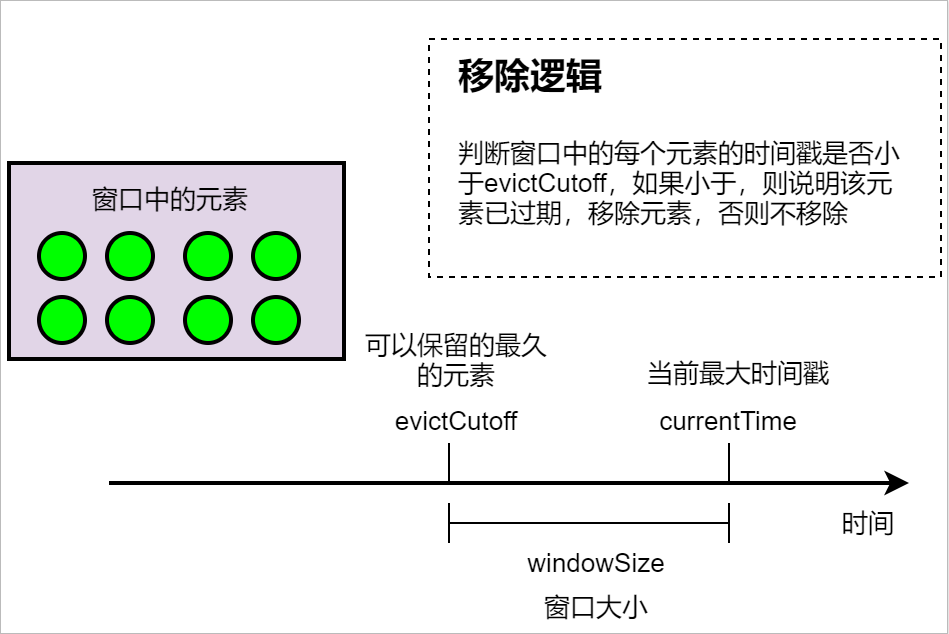 移除逻辑
判断窗口中的每个元素的时间戳是否小
于evictCutoff，如果小于，则说明该元
素已过期，移除元素，否则不移除
窗口中的元素
可以保留的最久
的元素
evictCutoff
当前最大时间戳
currentTime
时间
windowSize
窗口大小